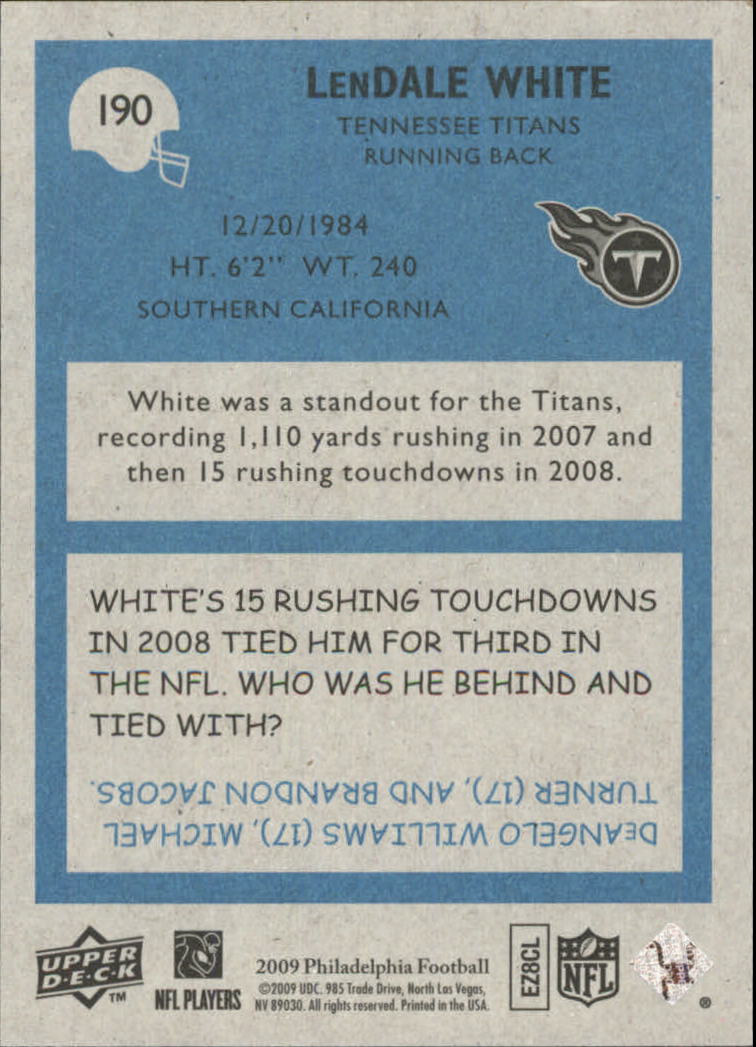 190
LENDALE WHITE
TENNESSEE TITANS
RUNNING BACK
12/20/1984
HT. 6'2" WT. 240
SOUTHERN CALIFORNIA
T
White was a standout for the Titans,
recording 1,110 yards rushing in 2007 and
then 15 rushing touchdowns in 2008.
WHITE'S 15 RUSHING TOUCHDOWNS
IN 2008 TIED HIM FOR THIRD IN
THE NFL. WHO WAS HE BEHIND AND
TIED WITH?
DEANGELO WILLIAMS (17), MICHAEL
TURNER (17), AND BRANDON JACOBS.
UPPER
D·E·C·K
TM
NFL PLAYERS
2009 Philadelphia Football
©2009 UDC. 985 Trade Drive, North Las Vegas,
NV 89030. All rights reserved. Printed in the USA.
EZ8CL
NFL
®